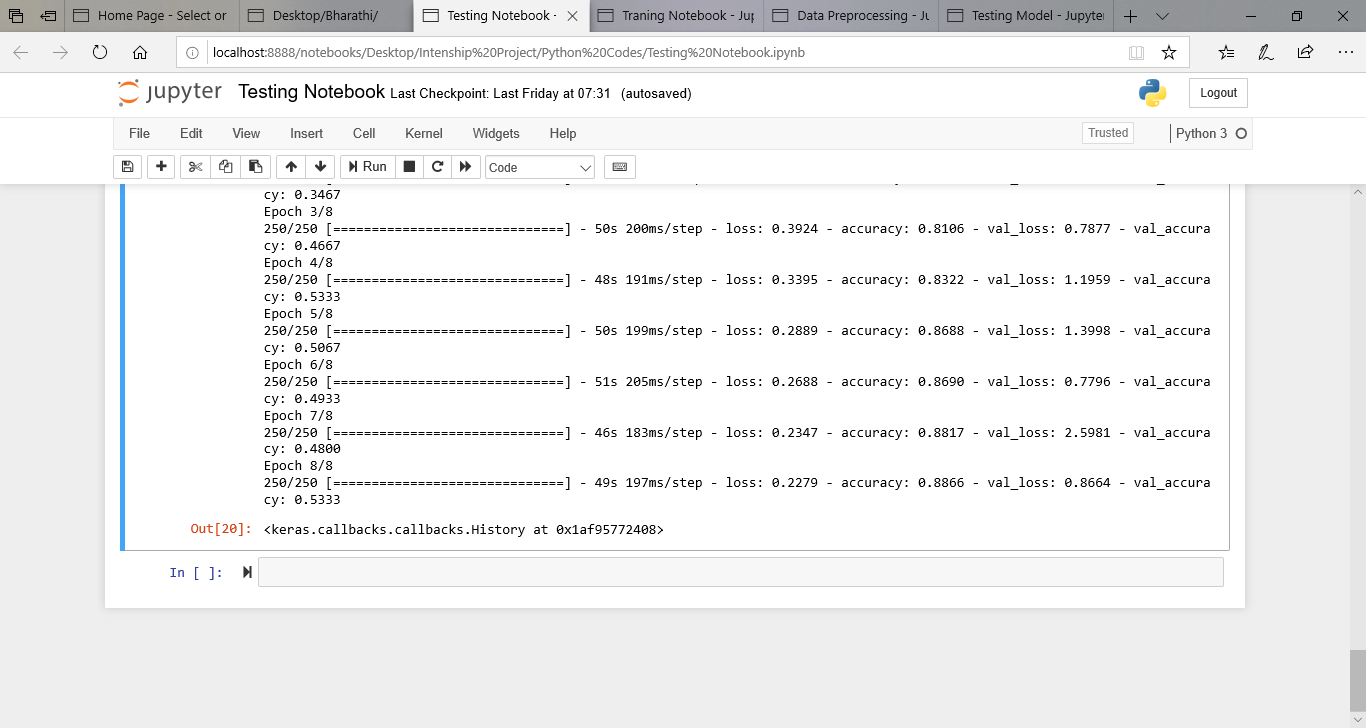 Home Page - Select or
Desktop/Bharathi/
Testing Notebook -
Traning Notebook - Jup
Data Preprocessing - Ju
Testing Model - Jupyter
localhost:8888/notebooks/Desktop/Intenship%20Project/Python%20Codes/Testing%20Notebook.ipynb
jupyter Testing Notebook Last Checkpoint: Last Friday at 07:31 (autosaved)
Logout
File Edit View Insert Cell Kernel Widgets Help
Trusted
Python 3
Run
Code
cy: 0.3467
Epoch 3/8
250/250 [==============================] - 50s 200ms/step - loss: 0.3924 - accuracy: 0.8106 - val_loss: 0.7877 - val_accura
cy: 0.4667
Epoch 4/8
250/250 [==============================] - 48s 191ms/step - loss: 0.3395 - accuracy: 0.8322 - val_loss: 1.1959 - val_accura
cy: 0.5333
Epoch 5/8
250/250 [==============================] - 50s 199ms/step - loss: 0.2889 - accuracy: 0.8688 - val_loss: 1.3998 - val_accura
cy: 0.5067
Epoch 6/8
250/250 [==============================] - 51s 205ms/step - loss: 0.2688 - accuracy: 0.8690 - val_loss: 0.7796 - val_accura
cy: 0.4933
Epoch 7/8
250/250 [==============================] - 46s 183ms/step - loss: 0.2347 - accuracy: 0.8817 - val_loss: 2.5981 - val_accura
cy: 0.4800
Epoch 8/8
250/250 [==============================] - 49s 197ms/step - loss: 0.2279 - accuracy: 0.8866 - val_loss: 0.8664 - val_accura
cy: 0.5333
Out[20]: <keras.callbacks.callbacks.History at 0x1af95772408>
In [ ]: